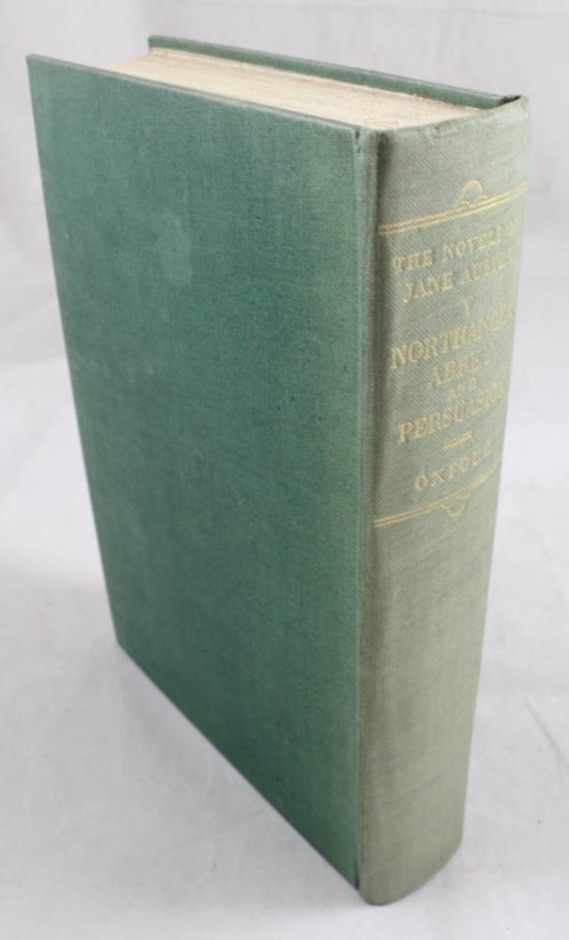 THE NOVELS OF
JANE AUSTEN
V
NORTHANGER
ABBEY
AND
PERSUASION
OXFORD